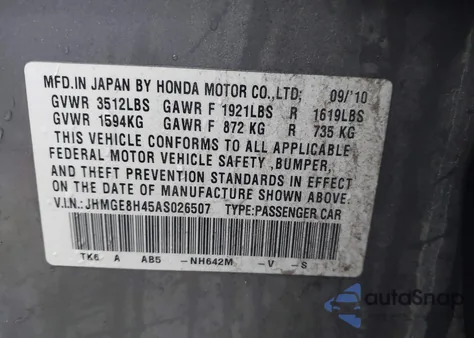 MFD.IN JAPAN BY HONDA MOTOR CO.,LTD; 09/'10
GVWR 3512LBS GAWR F 1921LBS R 1619LBS
GVWR 1594KG GAWR F 872 KG R 735 KG
THIS VEHICLE CONFORMS TO ALL APPLICABLE
FEDERAL MOTOR VEHICLE SAFETY ,BUMPER,
AND THEFT PREVENTION STANDARDS IN EFFECT
ON THE DATE OF MANUFACTURE SHOWN ABOVE.
V.I.N.: JHMGE8H45AS026507 TYPE:PASSENGER CAR
TK6 A AB5 -NH642M -V -S
autoSnap